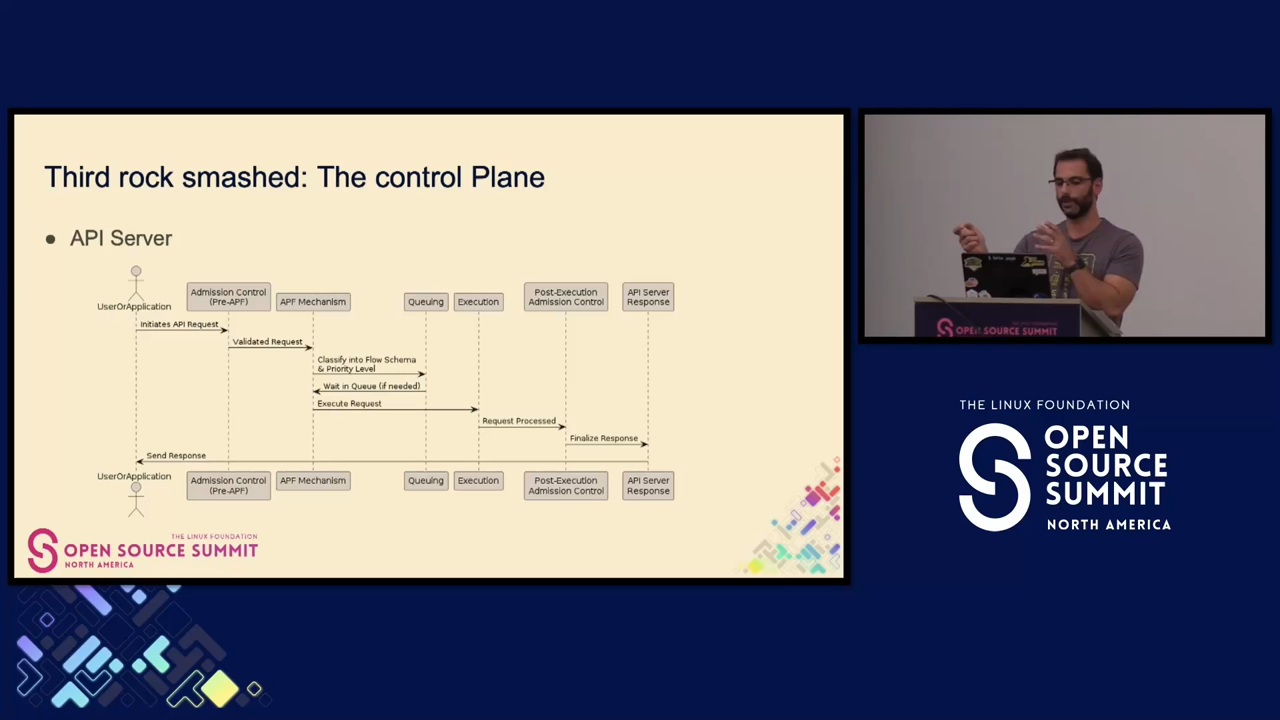 Third rock smashed: The control Plane
● API Server
UserOrApplication
Admission Control
(Pre-APF)
APF Mechanism
Queuing
Execution
Post-Execution
Admission Control
API Server
Response
Initiates API Request
Validated Request
Classify into Flow Schema
& Priority Level
Wait in Queue (if needed)
Execute Request
Request Processed
Finalize Response
Send Response
UserOrApplication
Admission Control
(Pre-APF)
APF Mechanism
Queuing
Execution
Post-Execution
Admission Control
API Server
Response
THE LINUX FOUNDATION
OPEN SOURCE SUMMIT
NORTH AMERICA
OPEN SOURCE SUMMIT
THE LINUX FOUNDATION
OPEN
SOURCE
SUMMIT
NORTH AMERICA